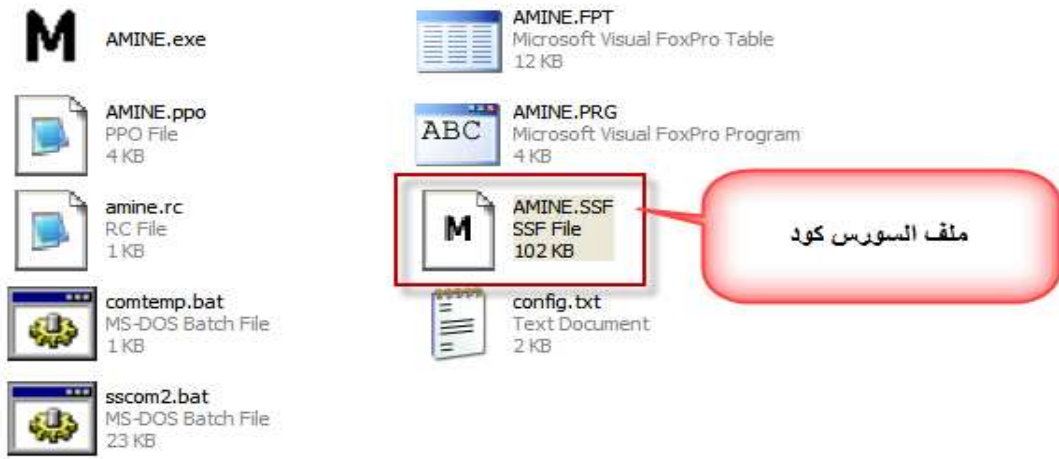 AMINE.exe
AMINE.ppo
PPO File
4 KB
amine.rc
RC File
1 KB
comtemp.bat
MS-DOS Batch File
1 KB
sscom2.bat
MS-DOS Batch File
23 KB
AMINE.FPT
Microsoft Visual FoxPro Table
12 KB
ABC
AMINE.PRG
Microsoft Visual FoxPro Program
4 KB
M
AMINE.SSF
SSF File
102 KB
config.txt
Text Document
2 KB
ملف السورس كود